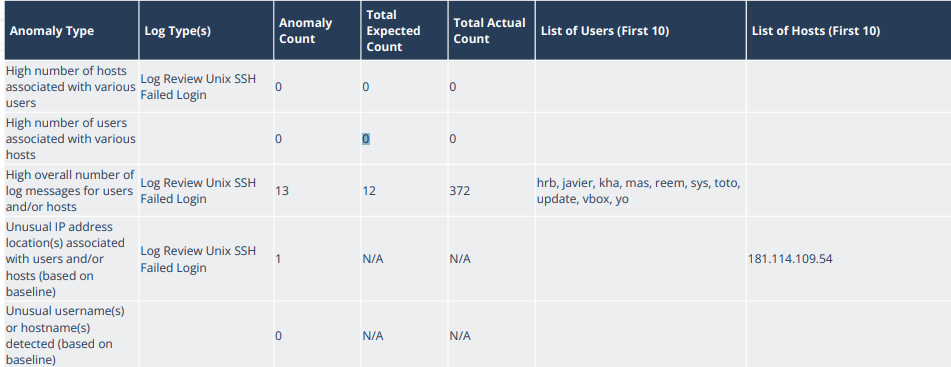 Anomaly Type Log Type(s) Anomaly Count Total Expected Count Total Actual Count List of Users (First 10) List of Hosts (First 10)
High number of hosts
associated with various
users
Log Review Unix SSH
Failed Login
0
0
0
High number of users
associated with various
hosts
0
0
0
High overall number of
log messages for users
and/or hosts
Log Review Unix SSH
Failed Login
13
12
372
hrb, javier, kha, mas, reem, sys, toto,
update, vbox, yo
Unusual IP address
location(s) associated
with users and/or
hosts (based on
baseline)
Log Review Unix SSH
Failed Login
1
N/A
N/A
181.114.109.54
Unusual username(s)
or hostname(s)
detected (based on
baseline)
0
N/A
N/A